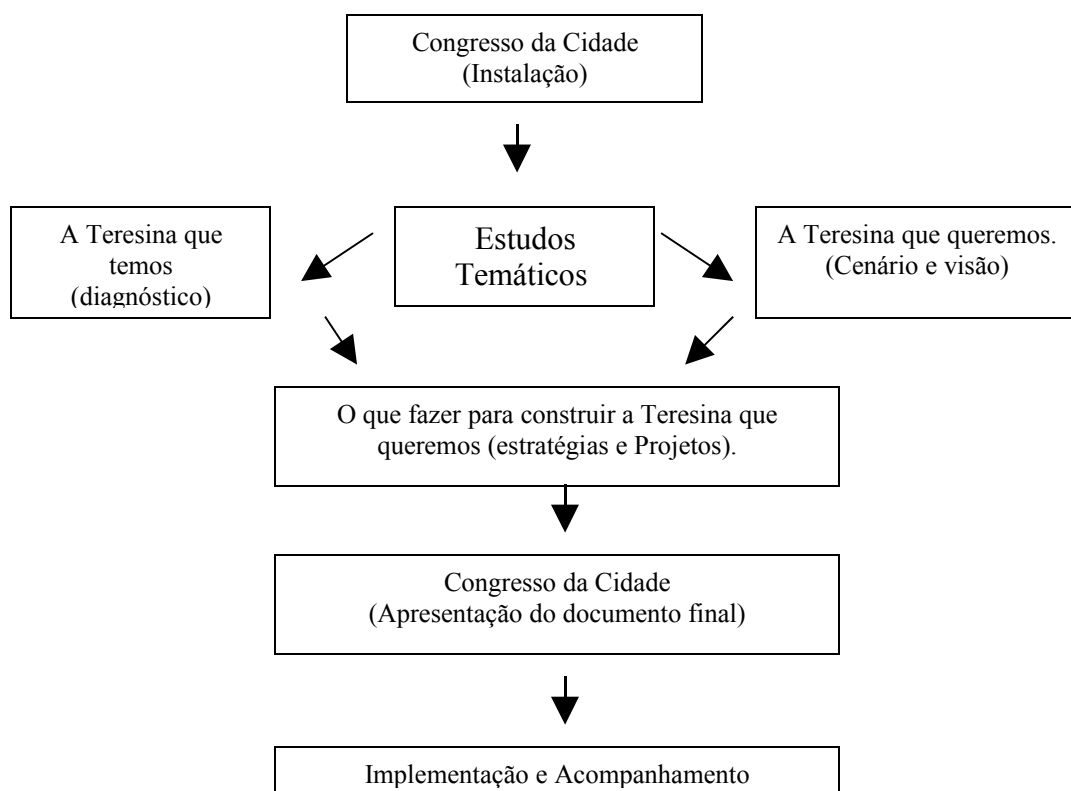 Congresso da Cidade
(Instalação)
A Teresina que
temos
(diagnóstico)
Estudos
Temáticos
A Teresina que queremos.
(Cenário e visão)
O que fazer para construir a Teresina que
queremos (estratégias e Projetos).
Congresso da Cidade
(Apresentação do documento final)
Implementação e Acompanhamento